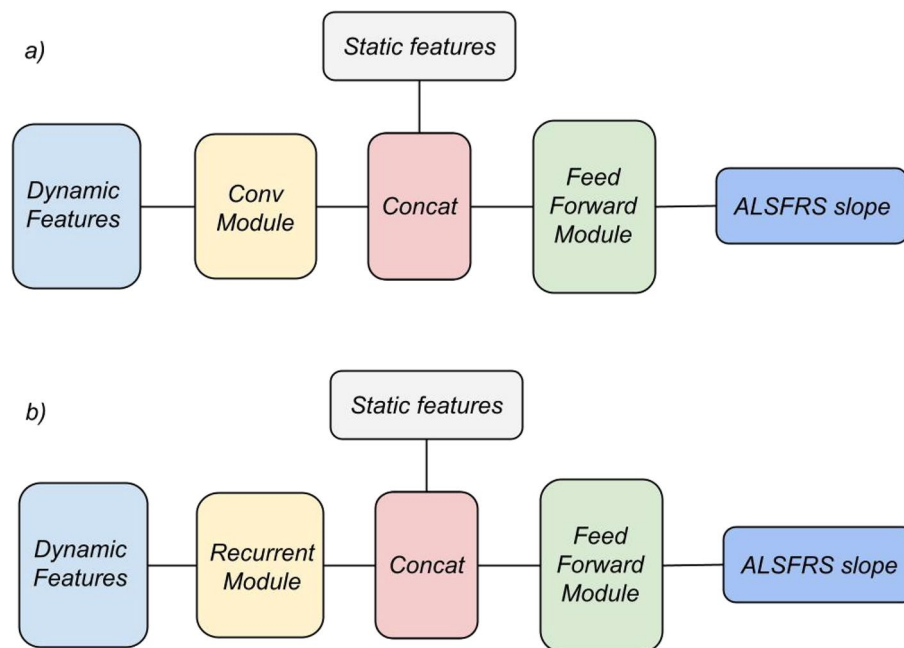 a)
Static features
Dynamic
Features
Conv
Module
Concat
Feed
Forward
Module
ALSFRS slope
b)
Static features
Dynamic
Features
Recurrent
Module
Concat
Feed
Forward
Module
ALSFRS slope